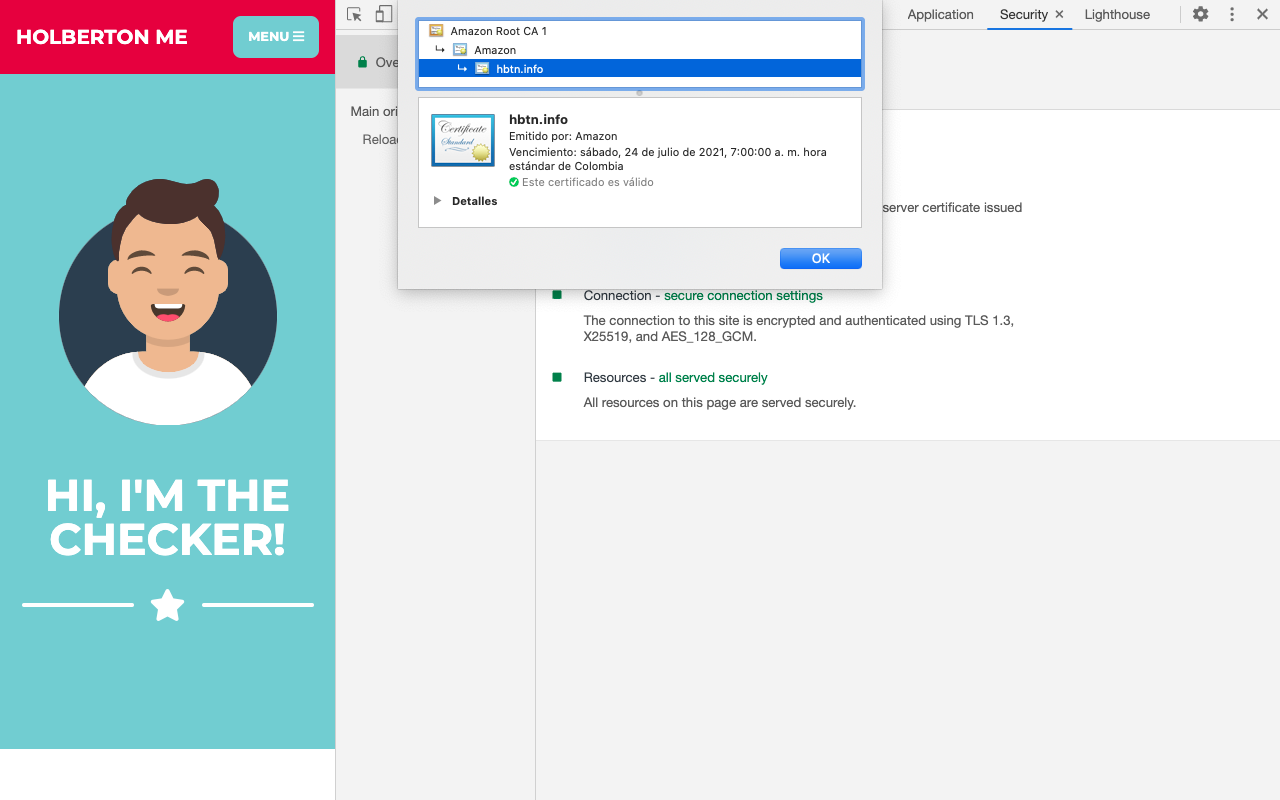 HOLBERTON ME
MENU
HI, I'M THE
CHECKER!
Application
Security
Lighthouse
Main
Amazon Root CA 1
Amazon
hbtn.info
Certificate
Standard
hbtn.info
Emitido por: Amazon
Vencimiento: sábado, 24 de julio de 2021, 7:00:00 a. m. hora
estándar de Colombia
Este certificado es válido
Detalles
OK
server certificate issued
Connection - secure connection settings
The connection to this site is encrypted and authenticated using TLS 1.3,
X25519, and AES_128_GCM.
Resources - all served securely
All resources on this page are served securely.